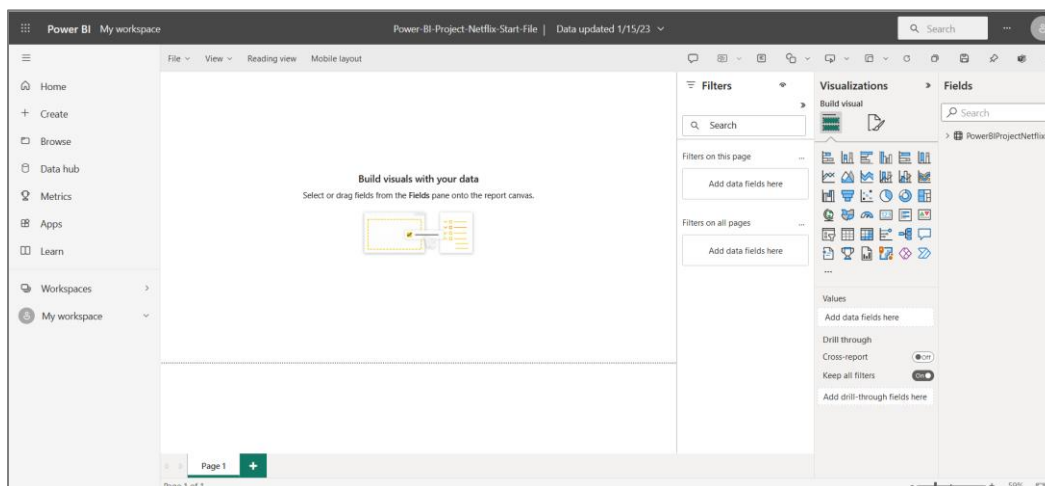 Power BI My workspace
Power-BI-Project-Netflix-Start-File | Data updated 1/15/23
Search
File View Reading view Mobile layout
Home
Create
Browse
Data hub
Metrics
Apps
Learn
Workspaces
My workspace
Build visuals with your data
Select or drag fields from the Fields pane onto the report canvas.
Page 1
Page 1 of 1
Filters
Search
Filters on this page
...
Add data fields here
Filters on all pages
...
Add data fields here
Visualizations
Build visual
...
Values
Add data fields here
Drill through
Cross-report
Off
Keep all filters
On
Add drill-through fields here
Fields
Search
PowerBIProjectNetflix
59%